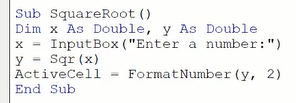 Sub SquareRoot()
Dim x As Double, y As Double
x = InputBox("Enter a number:")
y = Sqr(x)
ActiveCell = FormatNumber(y, 2)
End Sub